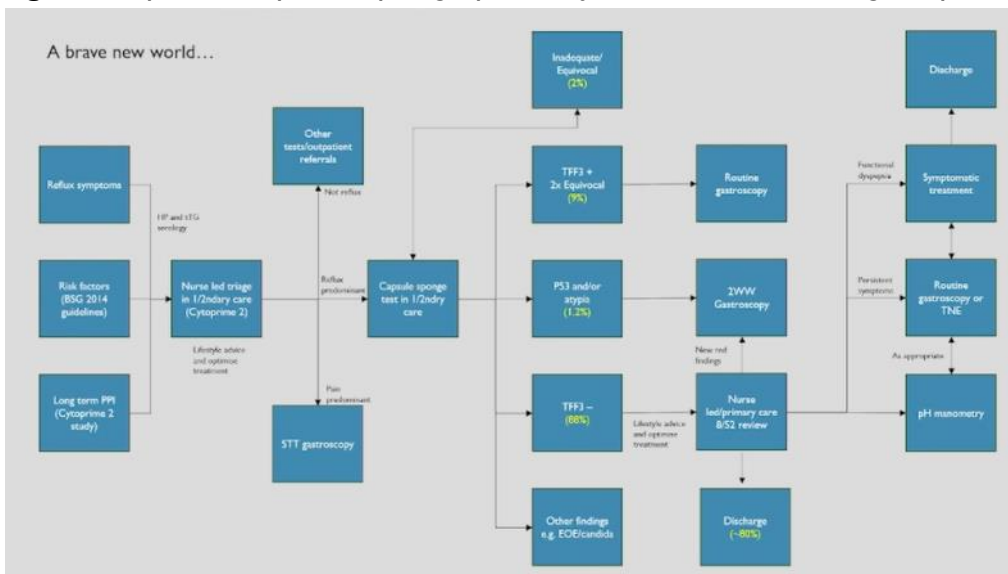 A brave new world…
Inadequate/
Equivocal
(2%)
Discharge
Other
tests/outpatient
referrals
Reflux symptoms
TFF3 +
2x Equivocal
(9%)
Routine
gastroscopy
Functional
dyspepsia
Symptomatic
treatment
Not reflux
HP and tTG
serology
Risk factors
(BSG 2014
guidelines)
Nurse led triage
in 1/2ndary care
(Cytoprime 2)
Reflux
predominant
Capsule sponge
test in 1/2ndry
care
P53 and/or
atypia
(1.2%)
2WW
Gastroscopy
Persistent
symptoms
Routine
gastroscopy or
TNE
Lifestyle advice
and optimise
treatment
New red
findings
As appropriate
Long term PPI
(Cytoprime 2
study)
Pain
predominant
STT gastroscopy
TFF3 –
(88%)
Lifestyle advice
and optimise
treatment
Nurse
led/primary care
8/52 review
pH manometry
Other findings
e.g. EOE/candida
Discharge
(~80%)